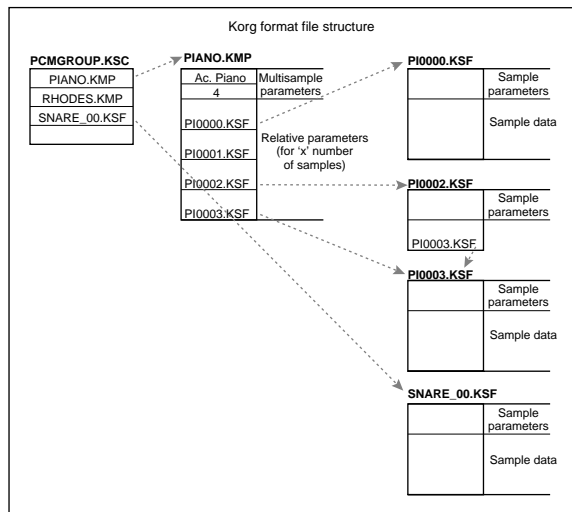 Korg format file structure
PCMGROUP.KSC
PIANO.KMP
RHODES.KMP
SNARE_00.KSF
PIANO.KMP
Ac. Piano
4
Multisample
parameters
PI0000.KSF
PI0001.KSF
PI0002.KSF
PI0003.KSF
Relative parameters
(for ‘x’ number
of samples)
PI0000.KSF
Sample
parameters
Sample data
PI0002.KSF
Sample
parameters
PI0003.KSF
PI0003.KSF
Sample
parameters
Sample data
SNARE_00.KSF
Sample
parameters
Sample data